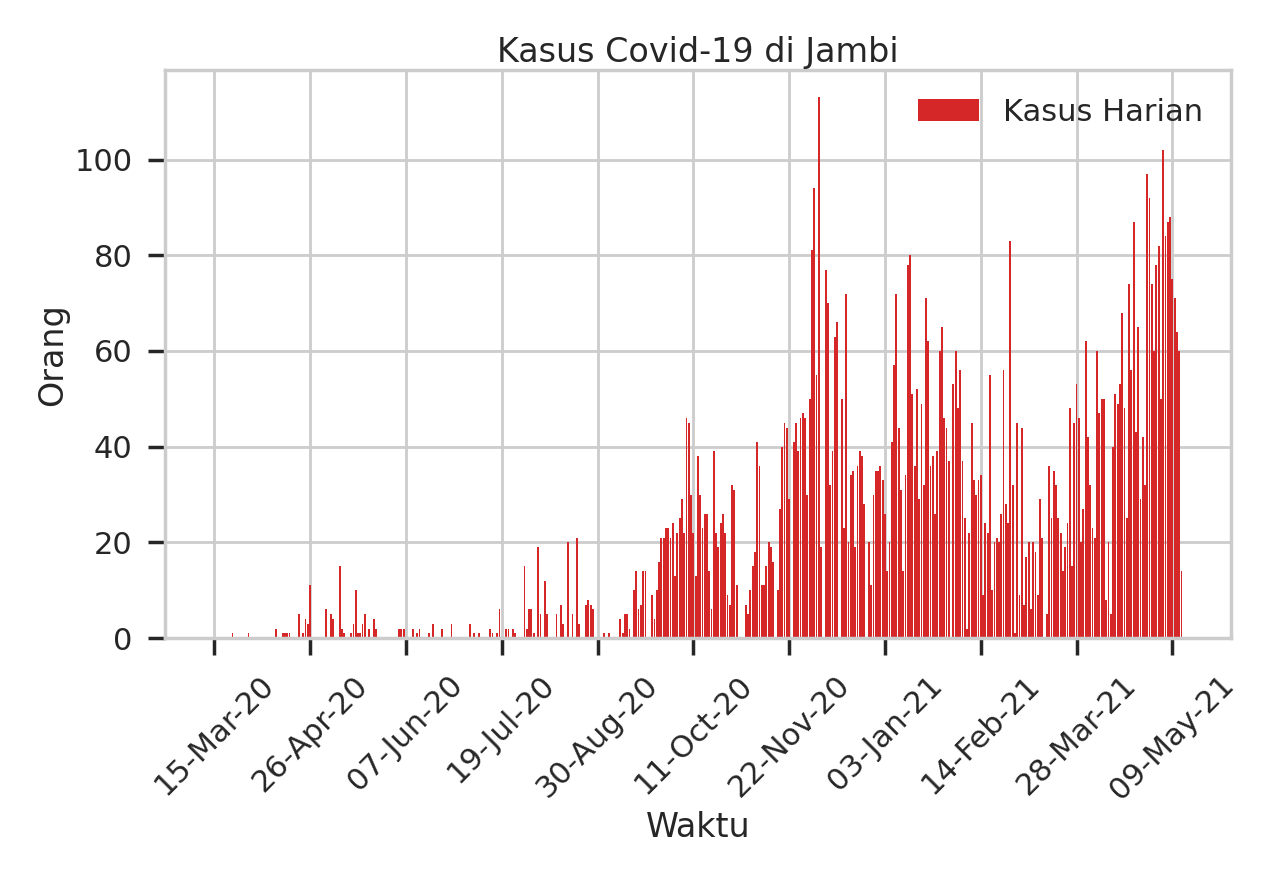 Kasus Covid-19 di Jambi
Kasus Harian
Orang
100
80
60
40
20
0
15-Mar-20
26-Apr-20
07-Jun-20
19-Jul-20
30-Aug-20
11-Oct-20
22-Nov-20
03-Jan-21
14-Feb-21
28-Mar-21
09-May-21
Waktu